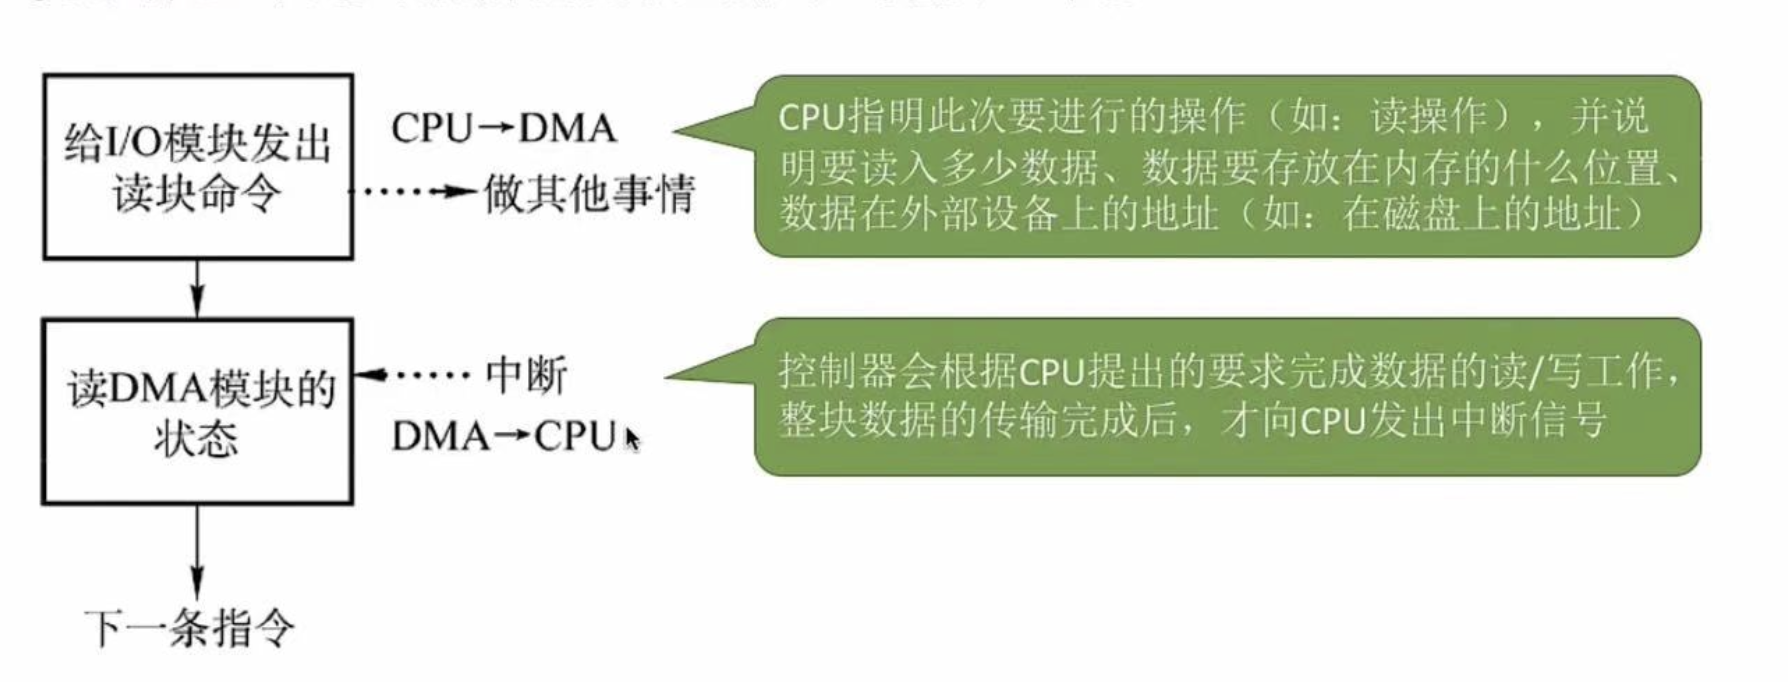 给I/O模块发出
读块命令
CPU→DMA
做其他事情
CPU指明此次要进行的操作（如：读操作），并说
明要读入多少数据、数据要存放在内存的什么位置、
数据在外部设备上的地址（如：在磁盘上的地址）
读DMA模块的
状态
中断
DMA→CPU
控制器会根据CPU提出的要求完成数据的读/写工作，
整块数据的传输完成后，才向CPU发出中断信号
下一条指令